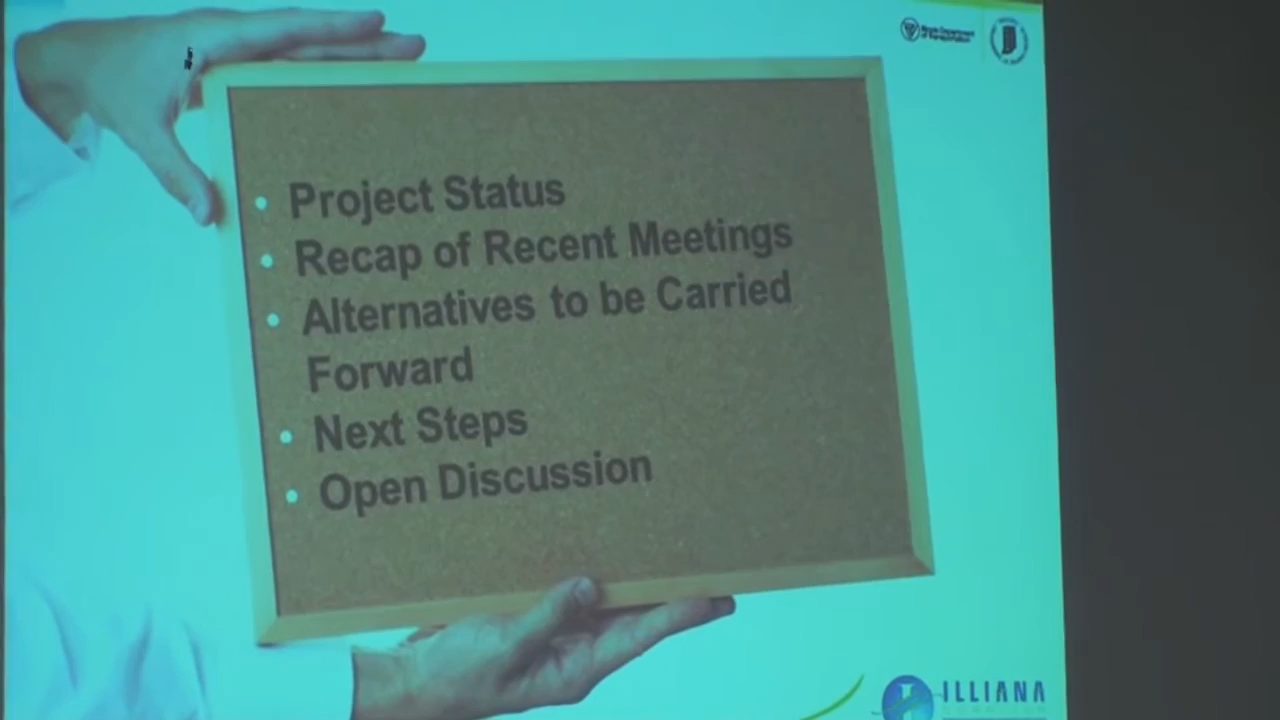 Project Status
Recap of Recent Meetings
Alternatives to be Carried
Forward
Next Steps
Open Discussion
ILLIANA